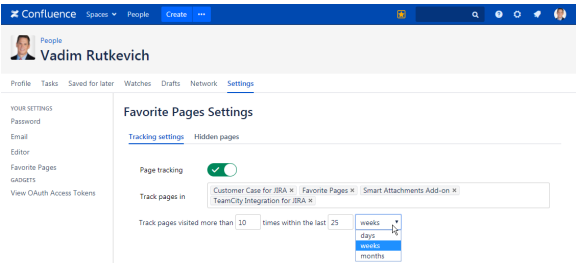 Confluence Spaces People Create ...
People
Vadim Rutkevich
Profile Tasks Saved for later Watches Drafts Network Settings
YOUR SETTINGS
Password
Email
Editor
Favorite Pages
GADGETS
View OAuth Access Tokens
Favorite Pages Settings
Tracking settings Hidden pages
Page tracking
Track pages in
Customer Case for JIRA × Favorite Pages × Smart Attachments Add-on ×
TeamCity Integration for JIRA ×
Track pages visited more than 10 times within the last 25 weeks
days
weeks
months